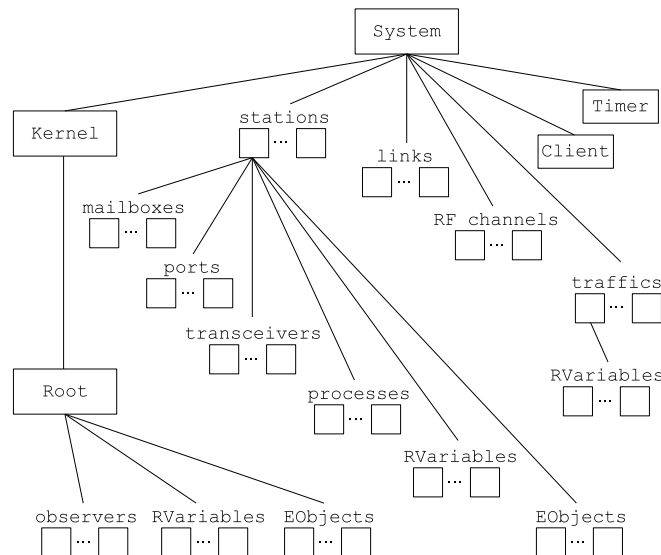 System
Timer
Kernel
stations
...
Client
links
...
mailboxes
...
RF channels
...
ports
...
traffics
...
transceivers
...
RVariables
...
Root
processes
...
RVariables
...
observers
...
RVariables
...
EObjects
...
EObjects
...